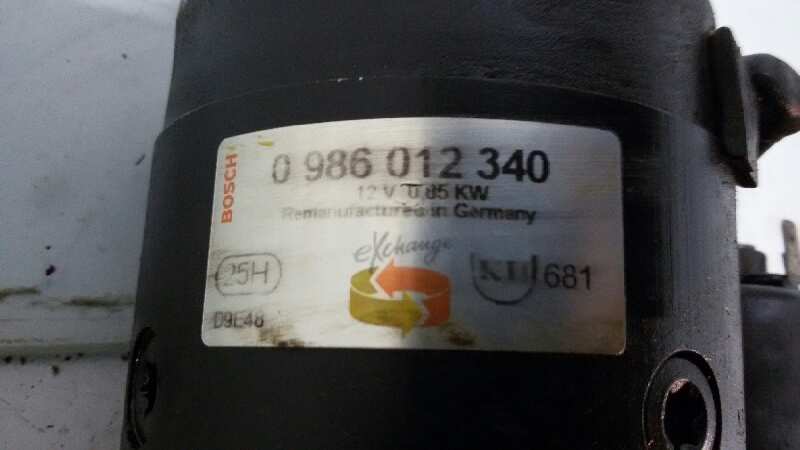 BOSCH
0 986 012 340
12 V 0.85 KW
Remanufactured in Germany
eXchange
25H
681
D9E48